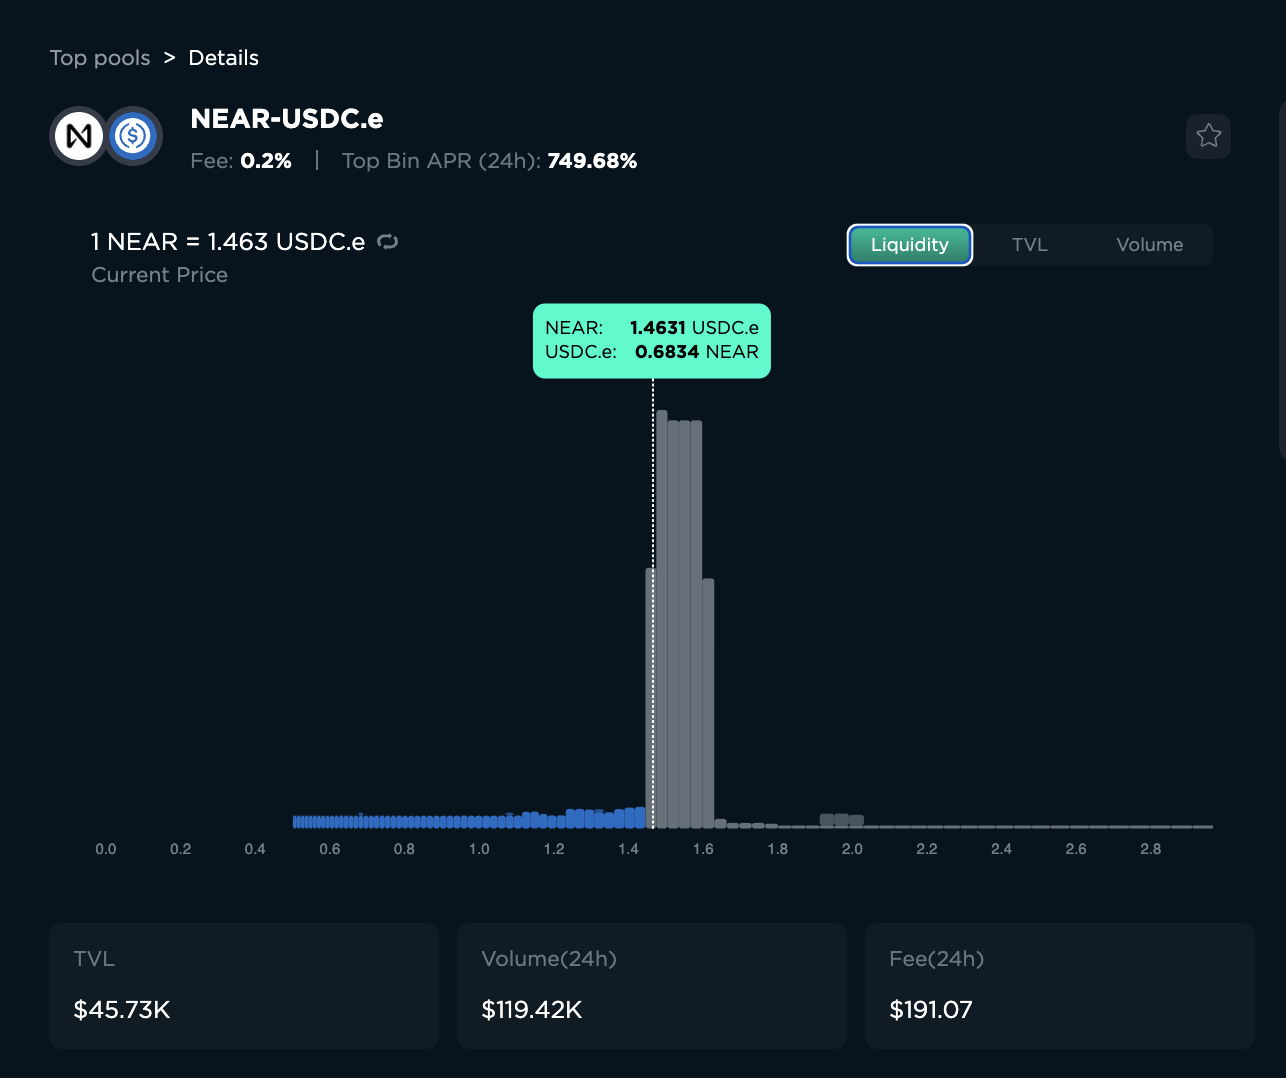 Top pools > Details
NEAR-USDC.e
Fee: 0.2% | Top Bin APR (24h): 749.68%
1 NEAR = 1.463 USDC.e
Current Price
Liquidity TVL Volume
NEAR: 1.4631 USDC.e
USDC.e: 0.6834 NEAR
0.0 0.2 0.4 0.6 0.8 1.0 1.2 1.4 1.6 1.8 2.0 2.2 2.4 2.6 2.8
TVL
$45.73K
Volume(24h)
$119.42K
Fee(24h)
$191.07